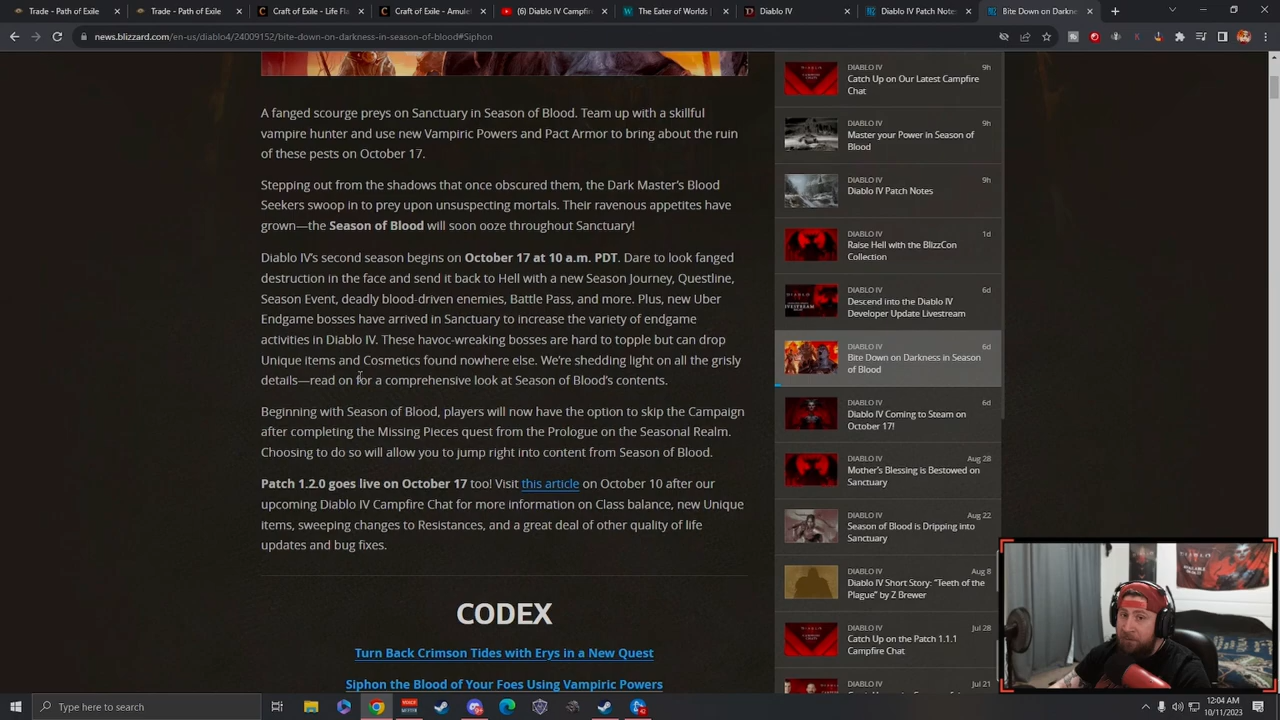 Trade - Path of Exile
Trade - Path of Exile
Craft of Exile - Life Fla
Craft of Exile - Amule
(6) Diablo IV Campfir
The Eater of Worlds
Diablo IV
Diablo IV Patch Notes
Bite Down on Darkne
news.blizzard.com/en-us/diablo4/24009152/bite-down-on-darkness-in-season-of-blood#Siphon
A fanged scourge preys on Sanctuary in Season of Blood. Team up with a skillful
vampire hunter and use new Vampiric Powers and Pact Armor to bring about the ruin
of these pests on October 17.
Stepping out from the shadows that once obscured them, the Dark Master's Blood
Seekers swoop in to prey upon unsuspecting mortals. Their ravenous appetites have
grown—the Season of Blood will soon ooze throughout Sanctuary!
Diablo IV's second season begins on October 17 at 10 a.m. PDT. Dare to look fanged
destruction in the face and send it back to Hell with a new Season Journey, Questline,
Season Event, deadly blood-driven enemies, Battle Pass, and more. Plus, new Uber
Endgame bosses have arrived in Sanctuary to increase the variety of endgame
activities in Diablo IV. These havoc-wreaking bosses are hard to topple but can drop
Unique items and Cosmetics found nowhere else. We're shedding light on all the grisly
details—read on for a comprehensive look at Season of Blood's contents.
Beginning with Season of Blood, players will now have the option to skip the Campaign
after completing the Missing Pieces quest from the Prologue on the Seasonal Realm.
Choosing to do so will allow you to jump right into content from Season of Blood.
Patch 1.2.0 goes live on October 17 too! Visit this article on October 10 after our
upcoming Diablo IV Campfire Chat for more information on Class balance, new Unique
items, sweeping changes to Resistances, and a great deal of other quality of life
updates and bug fixes.
CODEX
Turn Back Crimson Tides with Erys in a New Quest
Siphon the Blood of Your Foes Using Vampiric Powers
DIABLO IV 9h
Catch Up on Our Latest Campfire
Chat
DIABLO IV 9h
Master your Power in Season of
Blood
DIABLO IV 9h
Diablo IV Patch Notes
DIABLO IV 1d
Raise Hell with the BlizzCon
Collection
DIABLO IV 6d
Descend into the Diablo IV
Developer Update Livestream
DIABLO IV 6d
Bite Down on Darkness in Season
of Blood
DIABLO IV 6d
Diablo IV Coming to Steam on
October 17!
DIABLO IV Aug 28
Mother's Blessing is Bestowed on
Sanctuary
DIABLO IV Aug 22
Season of Blood is Dripping into
Sanctuary
DIABLO IV Aug 8
Diablo IV Short Story: "Teeth of the
Plague" by Z Brewer
DIABLO IV Jul 28
Catch Up on the Patch 1.1.1
Campfire Chat
DIABLO IV Jul 21
Type here to search
12:04 AM
10/11/2023